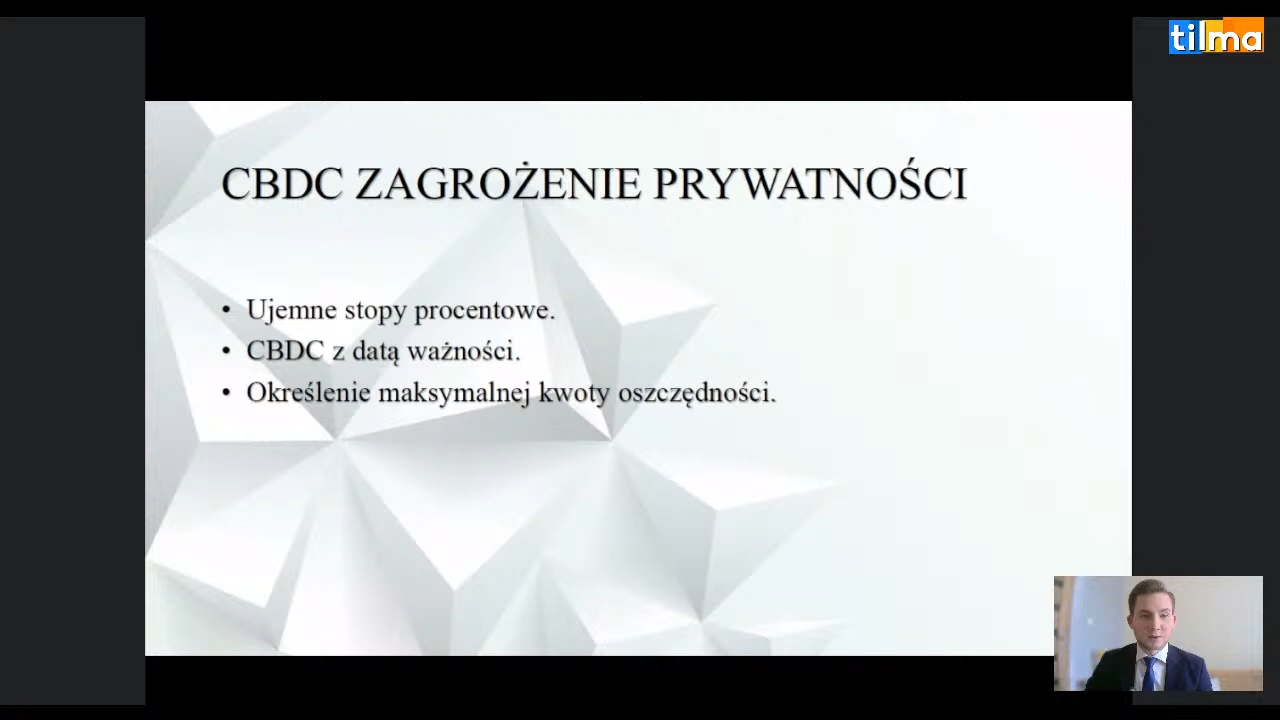 tilma
CBDC ZAGROŻENIE PRYWATNOŚCI
• Ujemne stopy procentowe.
• CBDC z datą ważności.
• Określenie maksymalnej kwoty oszczędności.